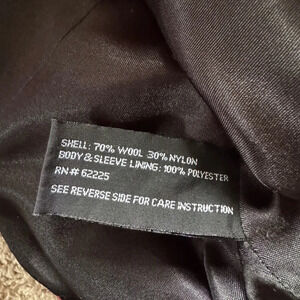 SHELL: 70% WOOL 30% NYLON
BODY & SLEEVE LINING: 100% POLYESTER
RN# 62225
SEE REVERSE SIDE FOR CARE INSTRUCTION